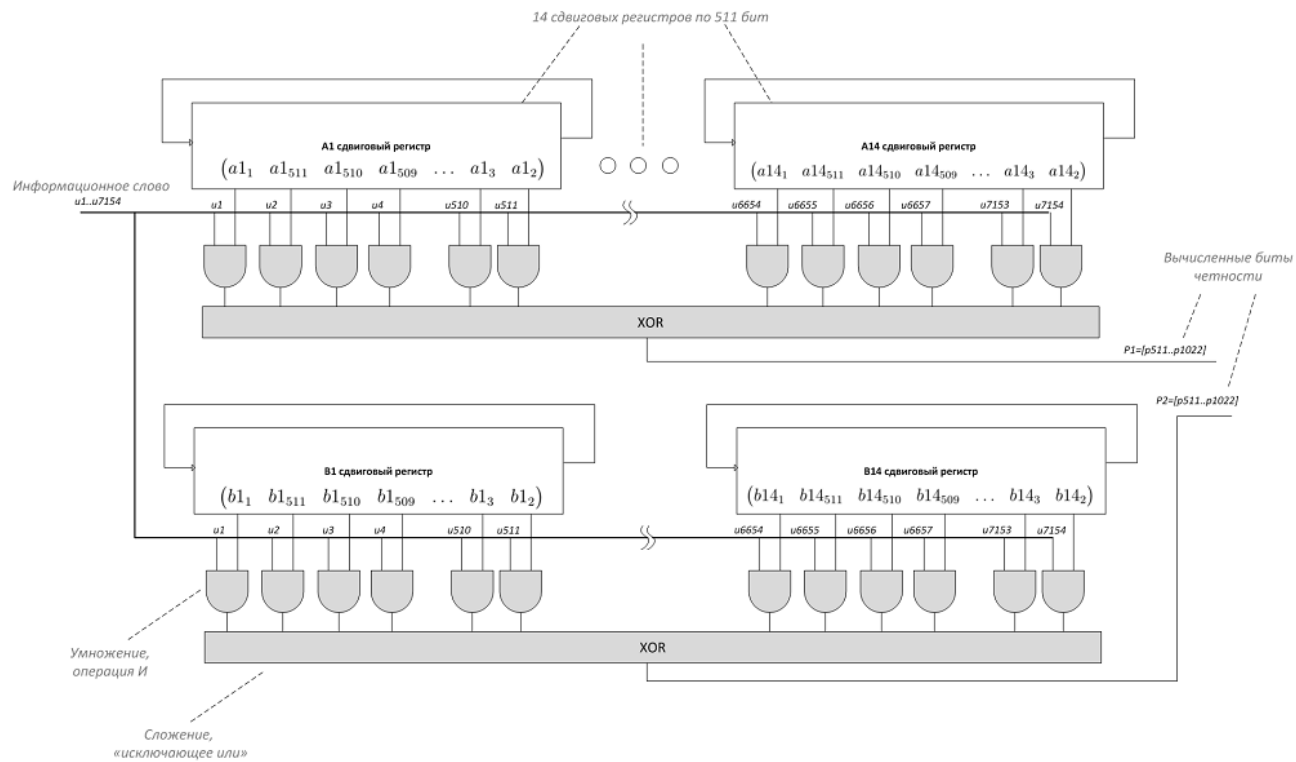 14 сдвиговых регистров по 511 бит
A1 сдвиговый регистр
(a1₁ a1₅₁₁ a1₅₁₀ a1₅₀₉ … a1₃ a1₂)
A14 сдвиговый регистр
(a14₁ a14₅₁₁ a14₅₁₀ a14₅₀₉ … a14₃ a14₂)
Информационное слово
u1..u7154
u1 u2 u3 u4 u510 u511 u6654 u6655 u6656 u6657 u7153 u7154
XOR
Вычисленные биты
четности
P1=[p511..p1022]
P2=[p511..p1022]
B1 сдвиговый регистр
(b1₁ b1₅₁₁ b1₅₁₀ b1₅₀₉ … b1₃ b1₂)
B14 сдвиговый регистр
(b14₁ b14₅₁₁ b14₅₁₀ b14₅₀₉ … b14₃ b14₂)
u1 u2 u3 u4 u510 u511 u6654 u6655 u6656 u6657 u7153 u7154
XOR
Умножение,
операция И
Сложение,
«исключающее или»